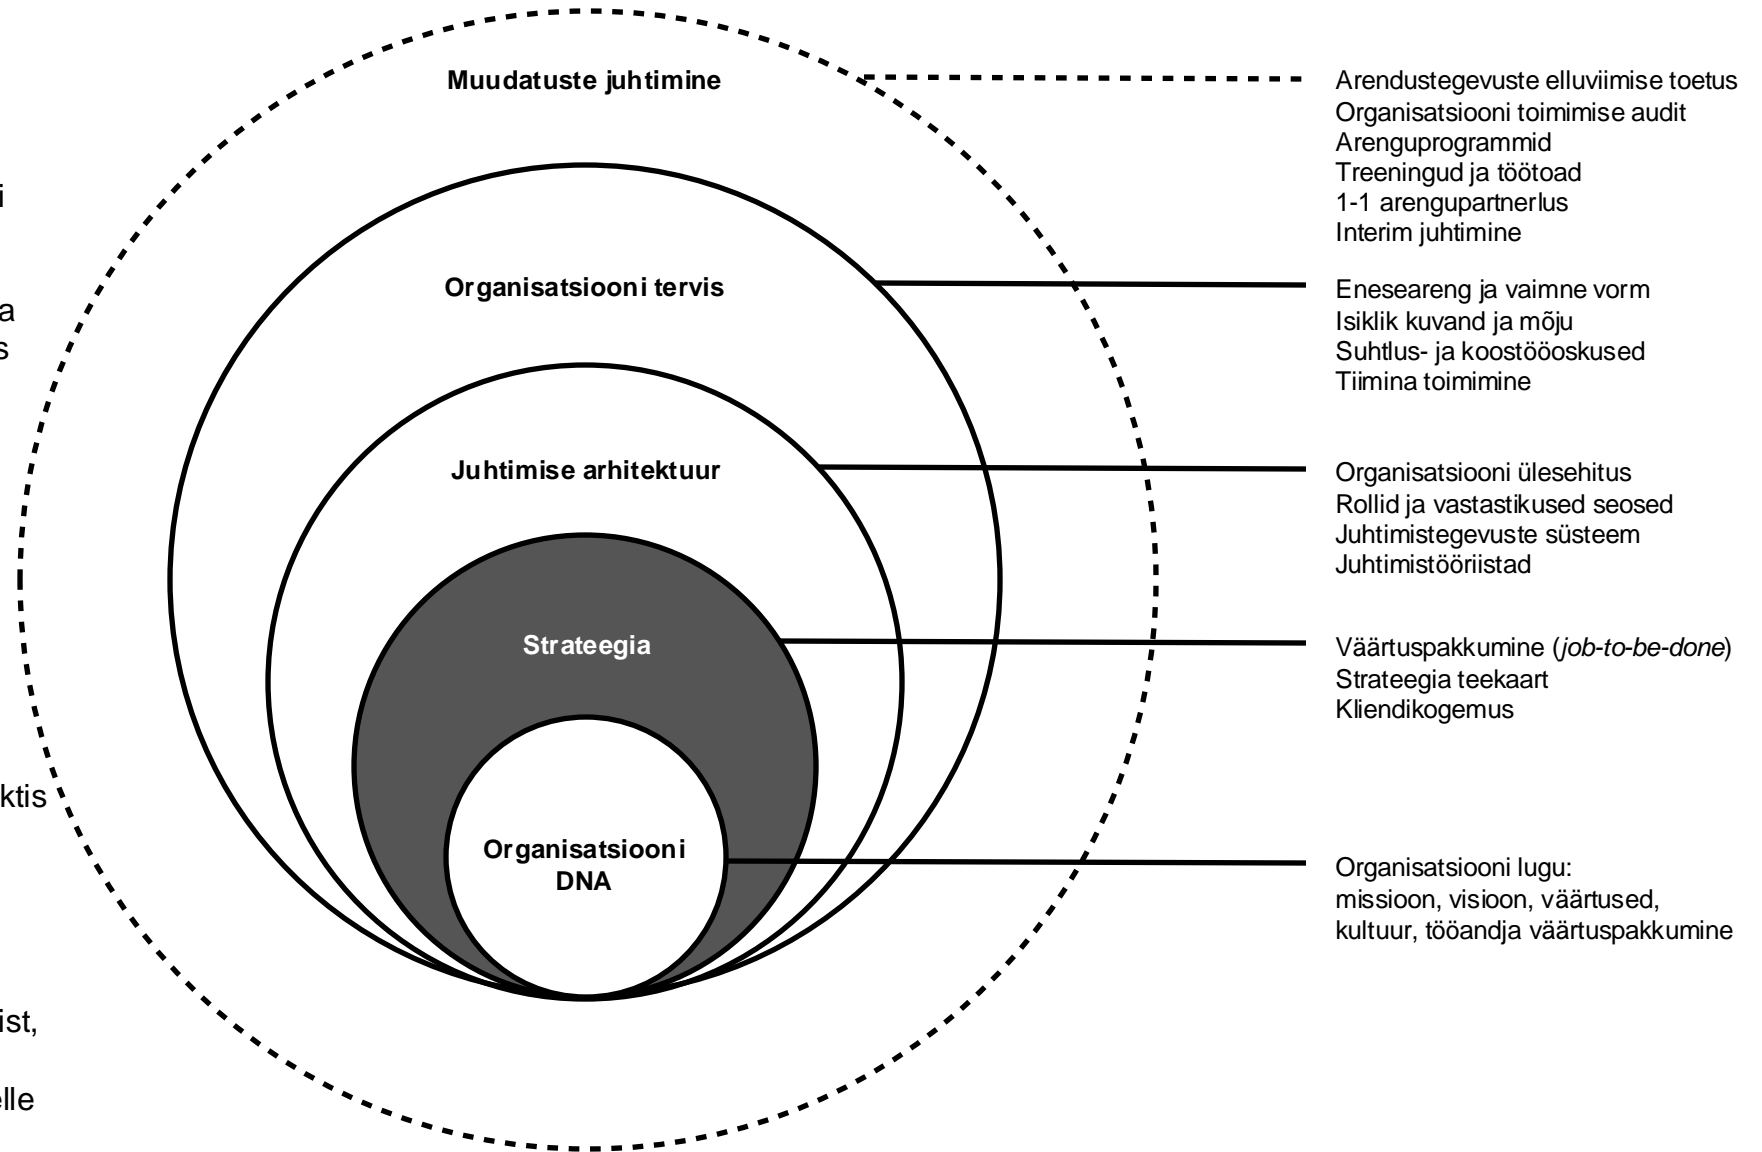 Muudatuste juhtimine
Arendustegevuste elluviimise toetus
Organisatsiooni toimimise audit
Arenguprogrammid
Treeningud ja töötoad
1-1 arengupartnerlus
Interim juhtimine
Organisatsiooni tervis
Eneseareng ja vaimne vorm
Isiklik kuvand ja mõju
Suhtlus- ja koostööoskused
Tiimina toimimine
Juhtimise arhitektuur
Organisatsiooni ülesehitus
Rollid ja vastastikused seosed
Juhtimistegevuste süsteem
Juhtimistööriistad
Strateegia
Väärtuspakkumine (job-to-be-done)
Strateegia teekaart
Kliendikogemus
Organisatsiooni
DNA
Organisatsiooni lugu:
missioon, visioon, väärtused,
kultuur, tööandja väärtuspakkumine